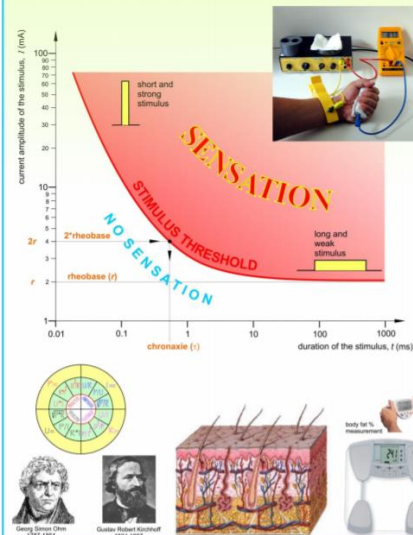 current amplitude of the stimulus, I (mA)
100
90
80
70
60
50
40
30
20
10
9
8
7
6
5
4
3
2
1
short and
strong
stimulus
SENSATION
STIMULUS THRESHOLD
NO SENSATION
long and
weak
stimulus
2r
2*rheobase
r
rheobase (r)
0.01
0.1
1
10
100
1000
chronaxie (τ)
duration of the stimulus, t (ms)
body fat %
measurement
Georg Simon Ohm
Gustav Robert Kirchhoff